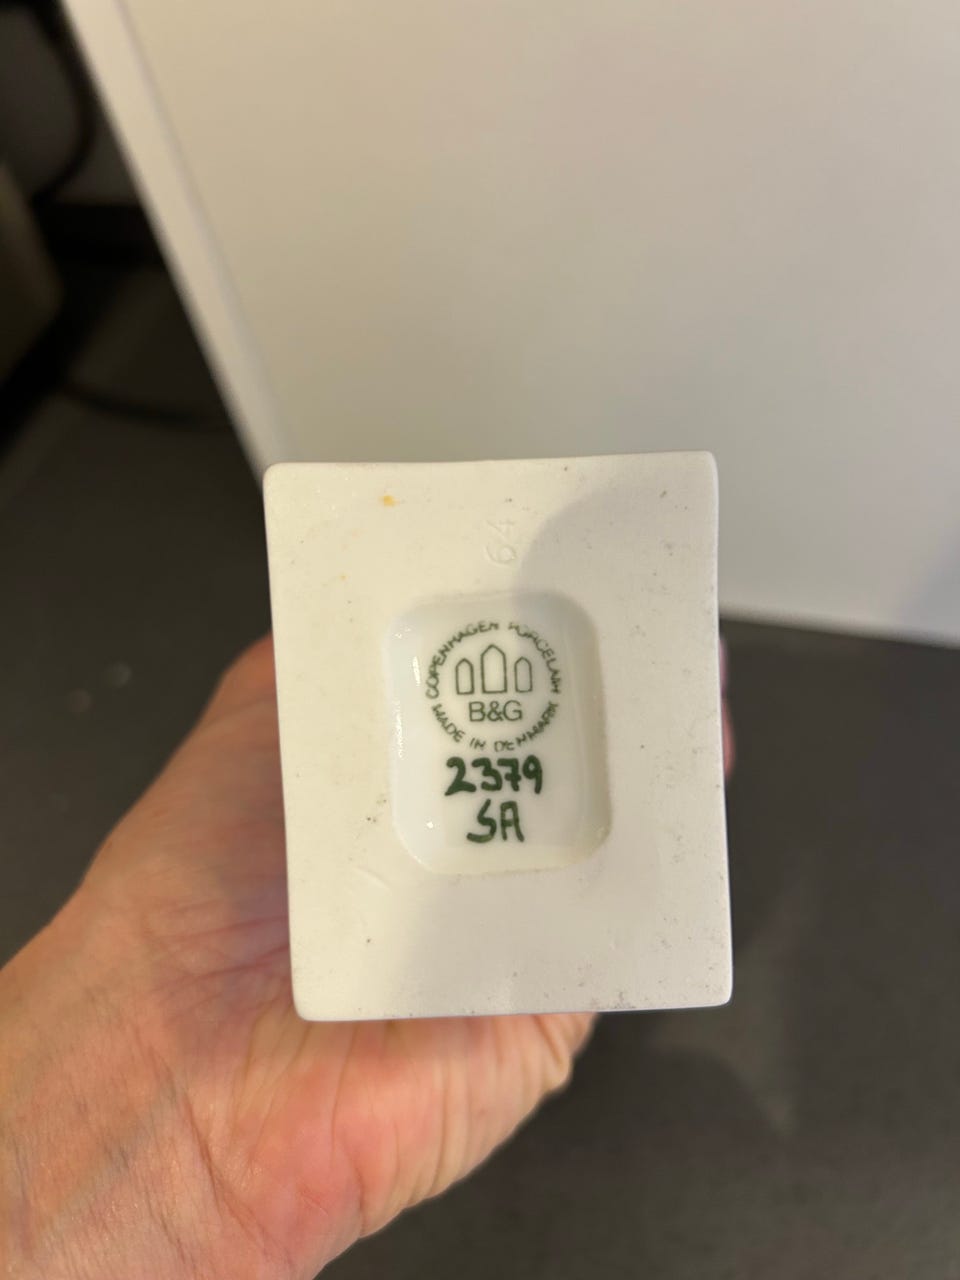 64
COPENHAGEN PORCELAIN
B&G
MADE IN DENMARK
2379
SA